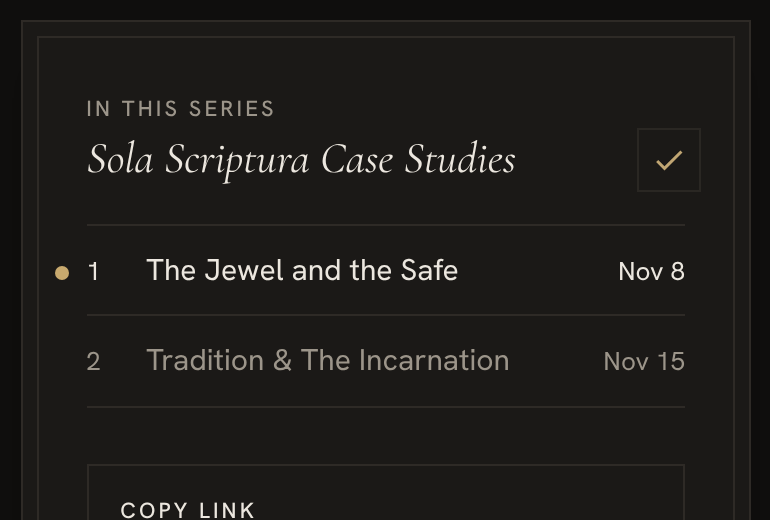 IN THIS SERIES
Sola Scriptura Case Studies
1 The Jewel and the Safe Nov 8
2 Tradition & The Incarnation Nov 15
COPY LINK